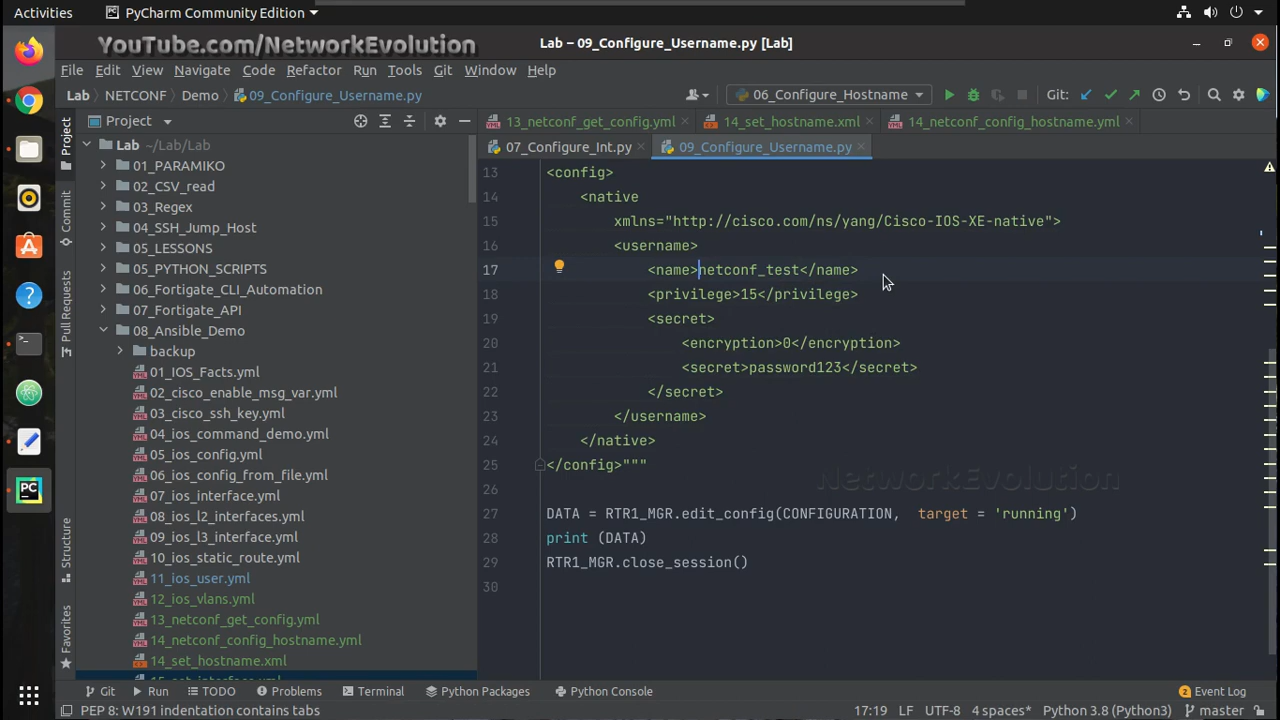 Activities
PyCharm Community Edition
YouTube.com/NetworkEvolution
Lab – 09_Configure_Username.py [Lab]
File Edit View Navigate Code Refactor Run Tools Git Window Help
Lab NETCONF Demo 09_Configure_Username.py
06_Configure_Hostname
Git:
Project
13_netconf_get_config.yml
14_set_hostname.xml
14_netconf_config_hostname.yml
07_Configure_Int.py
09_Configure_Username.py
Project
Commit
Pull Requests
Structure
Favorites
Lab ~/Lab/Lab
01_PARAMIKO
02_CSV_read
03_Regex
04_SSH_Jump_Host
05_LESSONS
05_PYTHON_SCRIPTS
06_Fortigate_CLI_Automation
07_Fortigate_API
08_Ansible_Demo
backup
01_IOS_Facts.yml
02_cisco_enable_msg_var.yml
03_cisco_ssh_key.yml
04_ios_command_demo.yml
05_ios_config.yml
06_ios_config_from_file.yml
07_ios_interface.yml
08_ios_l2_interfaces.yml
09_ios_l3_interface.yml
10_ios_static_route.yml
11_ios_user.yml
12_ios_vlans.yml
13_netconf_get_config.yml
14_netconf_config_hostname.yml
14_set_hostname.xml
13 <config>
14 <native
15 xmlns="http://cisco.com/ns/yang/Cisco-IOS-XE-native">
16 <username>
17 <name>netconf_test</name>
18 <privilege>15</privilege>
19 <secret>
20 <encryption>0</encryption>
21 <secret>password123</secret>
22 </secret>
23 </username>
24 </native>
25 </config>"""
26
27 DATA = RTR1_MGR.edit_config(CONFIGURATION, target = 'running')
28 print (DATA)
29 RTR1_MGR.close_session()
30
NetworkEvolution
Git Run TODO Problems Terminal Python Packages Python Console 2 Event Log
PEP 8: W191 indentation contains tabs 17:19 LF UTF-8 4 spaces* Python 3.8 (Python3) master